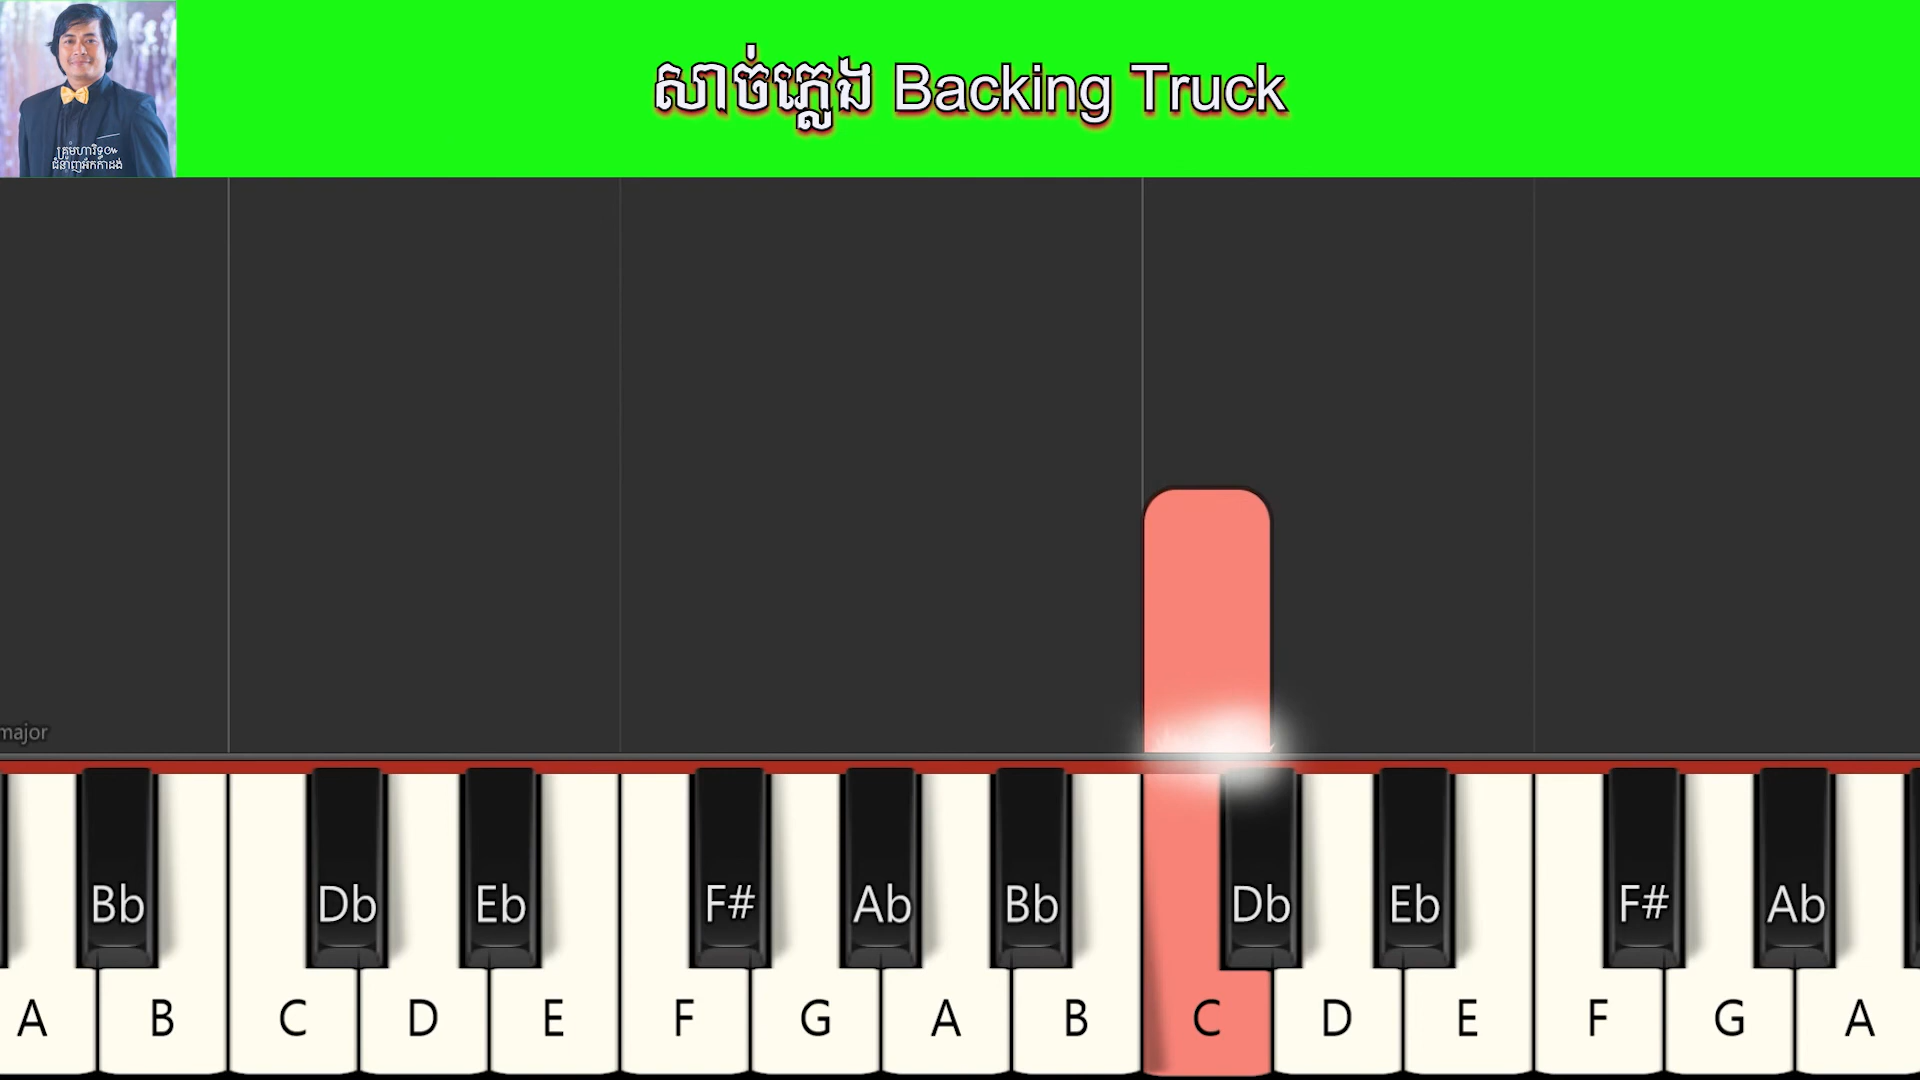 សាច់ភ្លេង Backing Truck
major
Bb Db Eb F# Ab Bb Db Eb F# Ab
A B C D E F G A B C D E F G A